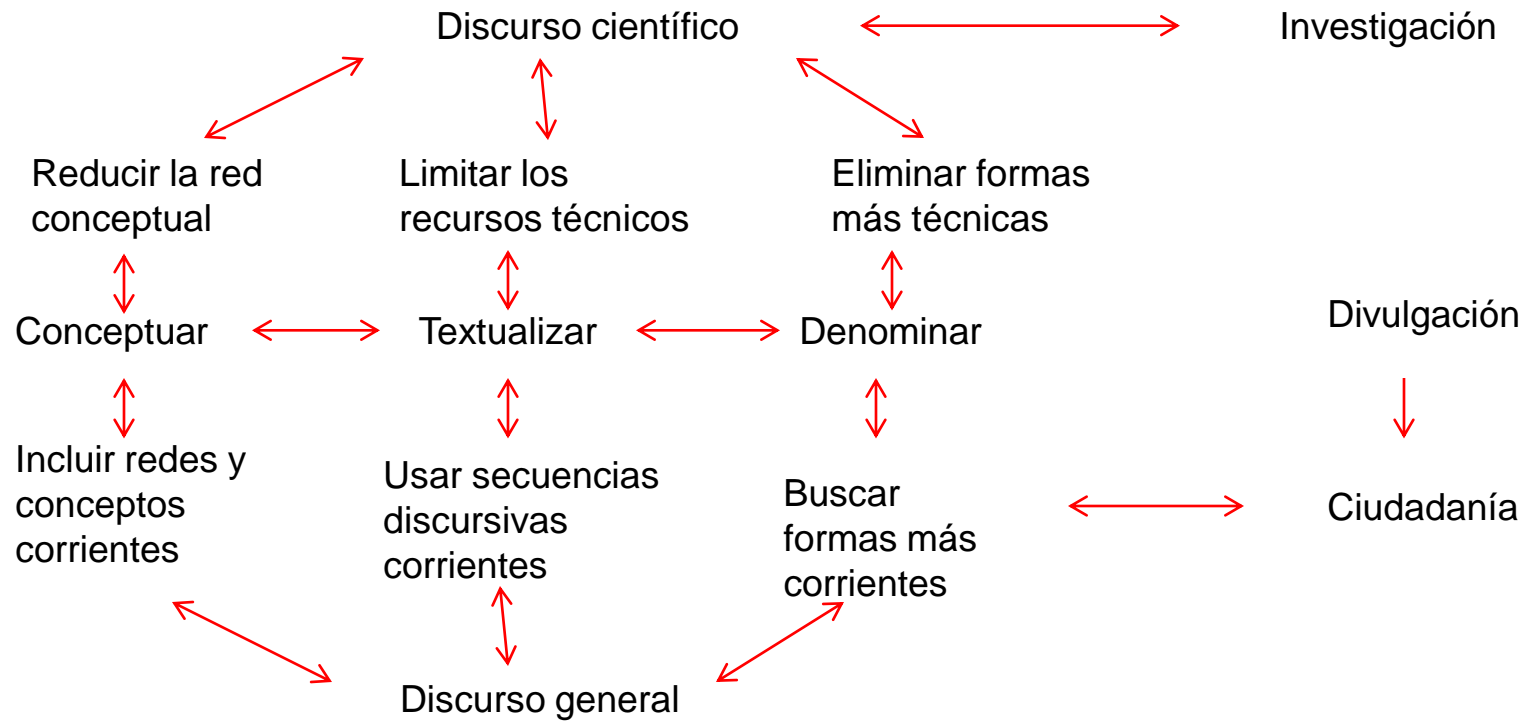 Discurso científico
Investigación
Reducir la red
conceptual
Limitar los
recursos técnicos
Eliminar formas
más técnicas
Conceptuar
Textualizar
Denominar
Divulgación
Incluir redes y
conceptos
corrientes
Usar secuencias
discursivas
corrientes
Buscar
formas más
corrientes
Ciudadanía
Discurso general